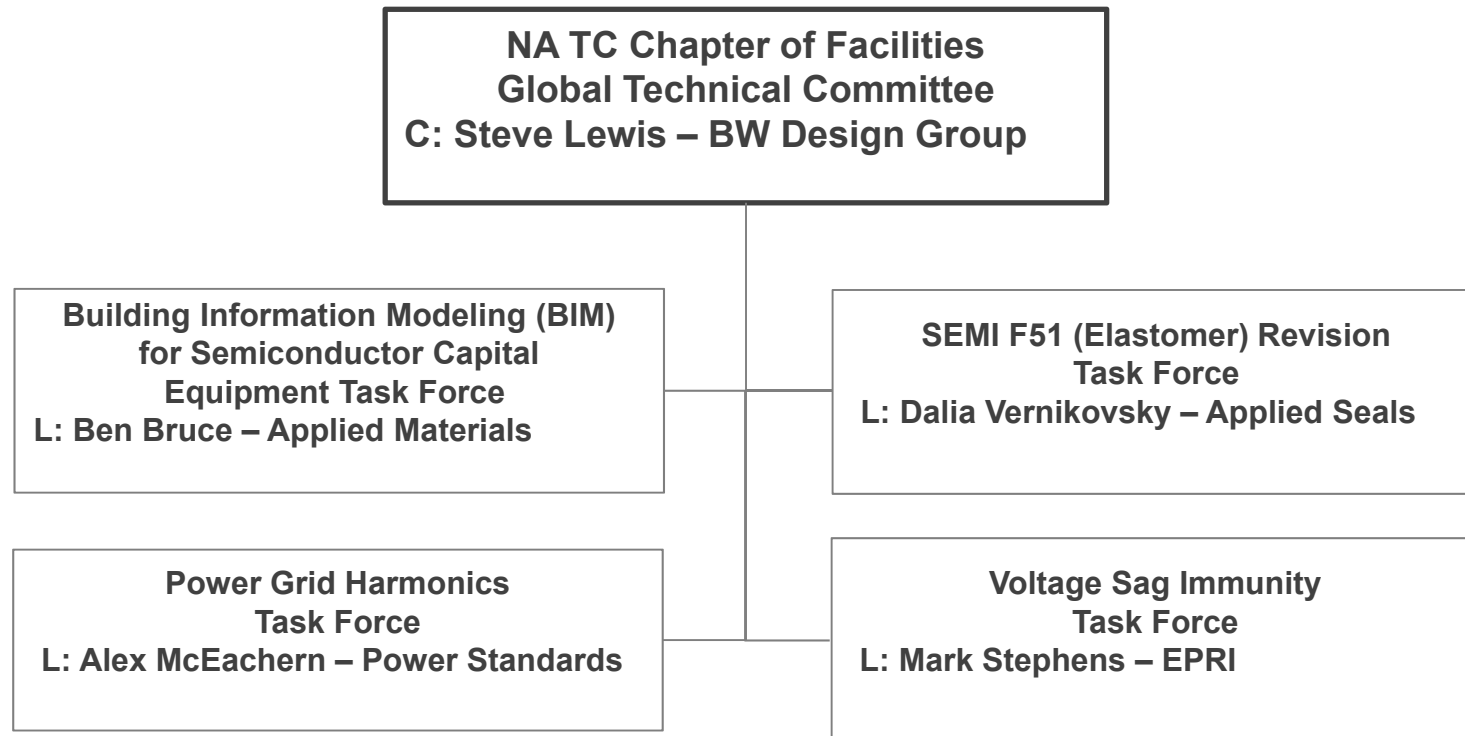 NA TC Chapter of Facilities
Global Technical Committee
C: Steve Lewis – BW Design Group
Building Information Modeling (BIM)
for Semiconductor Capital
Equipment Task Force
L: Ben Bruce – Applied Materials
SEMI F51 (Elastomer) Revision
Task Force
L: Dalia Vernikovsky – Applied Seals
Power Grid Harmonics
Task Force
L: Alex McEachern – Power Standards
Voltage Sag Immunity
Task Force
L: Mark Stephens – EPRI